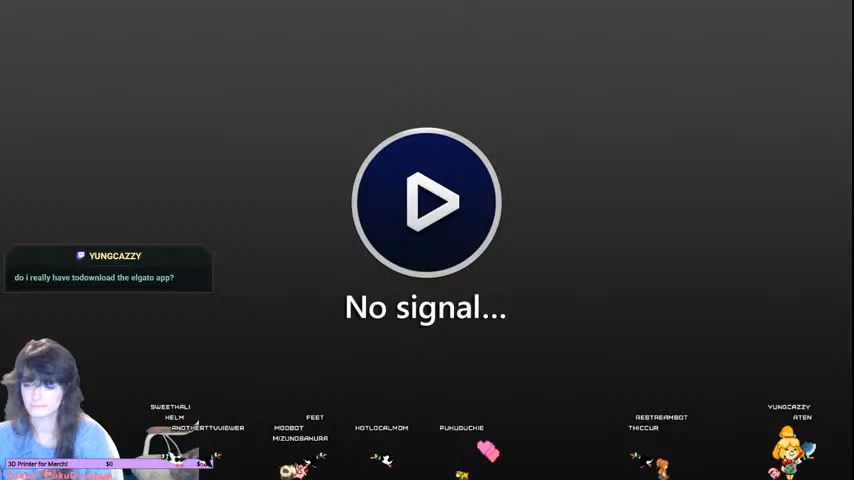 No signal...
YUNGCAZZY
do i really have todownload the elgato app?
SWEETHALI
HELM
ANOTHERTTVVIEWER
FEET
MOOBOT
MIZUNOBAKURA
HOTLOCALMOM
PUKUDUCKIE
RESTREAMBOT
THICCUR
YUNGCAZZY
ATEN
3D Printer for Merch!
$0